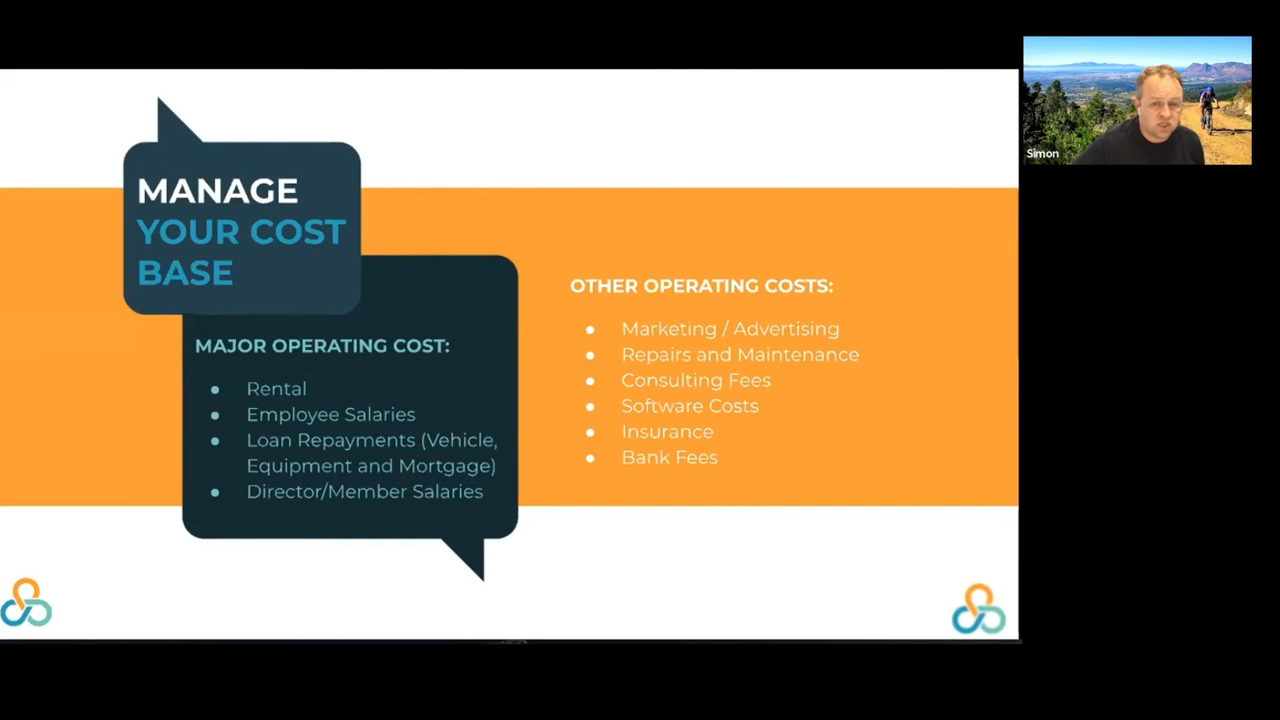 MANAGE
YOUR COST
BASE
MAJOR OPERATING COST:
● Rental
● Employee Salaries
● Loan Repayments (Vehicle,
Equipment and Mortgage)
● Director/Member Salaries
OTHER OPERATING COSTS:
● Marketing / Advertising
● Repairs and Maintenance
● Consulting Fees
● Software Costs
● Insurance
● Bank Fees
Simon